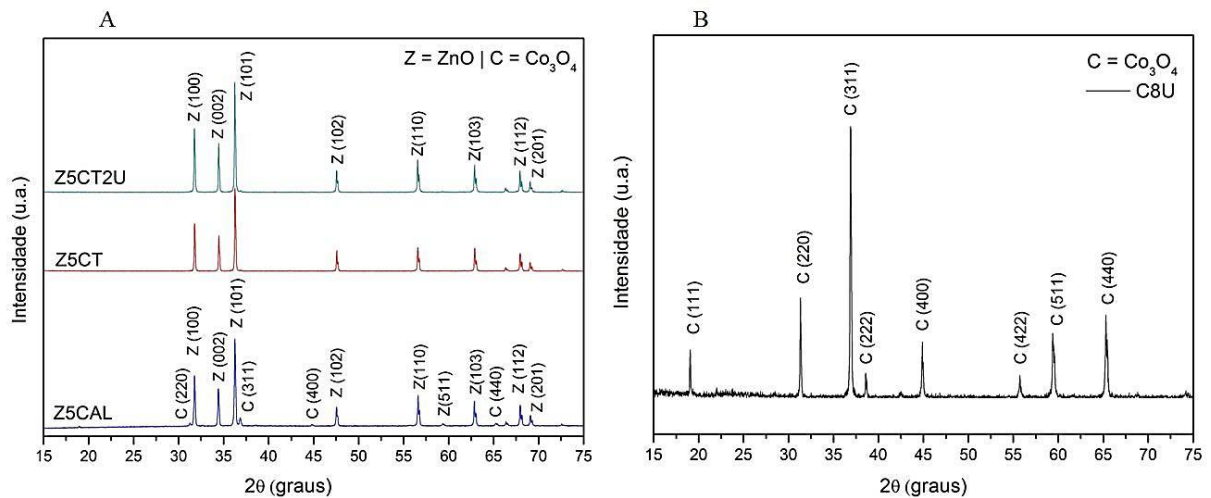 A
Z = ZnO | C = Co₃O₄
Z (100)
Z (002)
Z (101)
Z (102)
Z(110)
Z(103)
Z (112)
Z (201)
Z5CT2U
Z5CT
Z5CAL
C (220)
Z (100)
Z (002)
Z (101)
C (311)
C (400)
Z (102)
Z(110)
Z(511)
Z(103)
C (440)
Z (112)
Z (201)
Intensidade (u.a.)
15 20 25 30 35 40 45 50 55 60 65 70 75
2θ (graus)
B
C = Co₃O₄
C8U
C (111)
C (220)
C (311)
C (222)
C (400)
C (422)
C (511)
C (440)
Intensidade (u.a.)
15 20 25 30 35 40 45 50 55 60 65 70 75
2θ (graus)